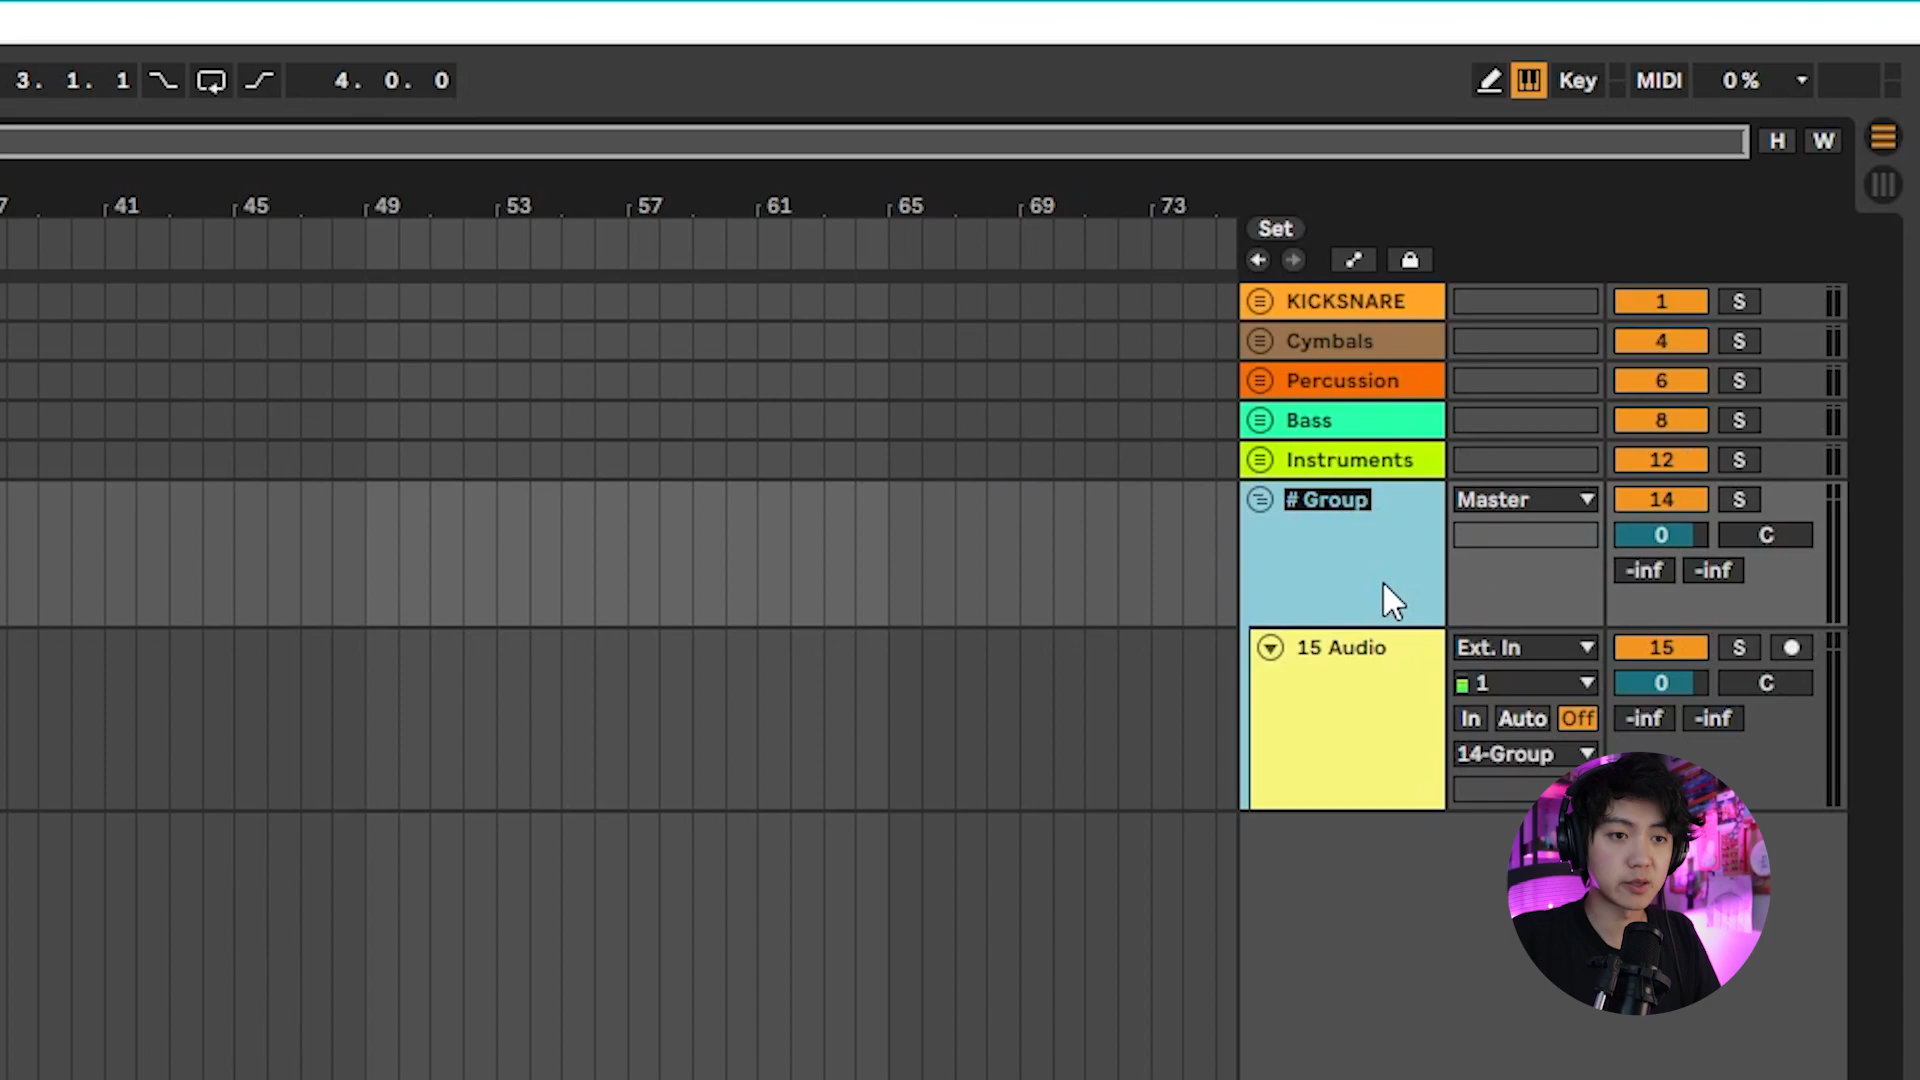 3. 1. 1
4. 0. 0
Key
MIDI
0 %
H
W
41
45
49
53
57
61
65
69
73
Set
KICKSNARE
1
S
Cymbals
4
S
Percussion
6
S
Bass
8
S
Instruments
12
S
# Group
Master
14
S
0
C
-inf
-inf
15 Audio
Ext. In
15
S
1
0
C
In
Auto
Off
-inf
-inf
14-Group